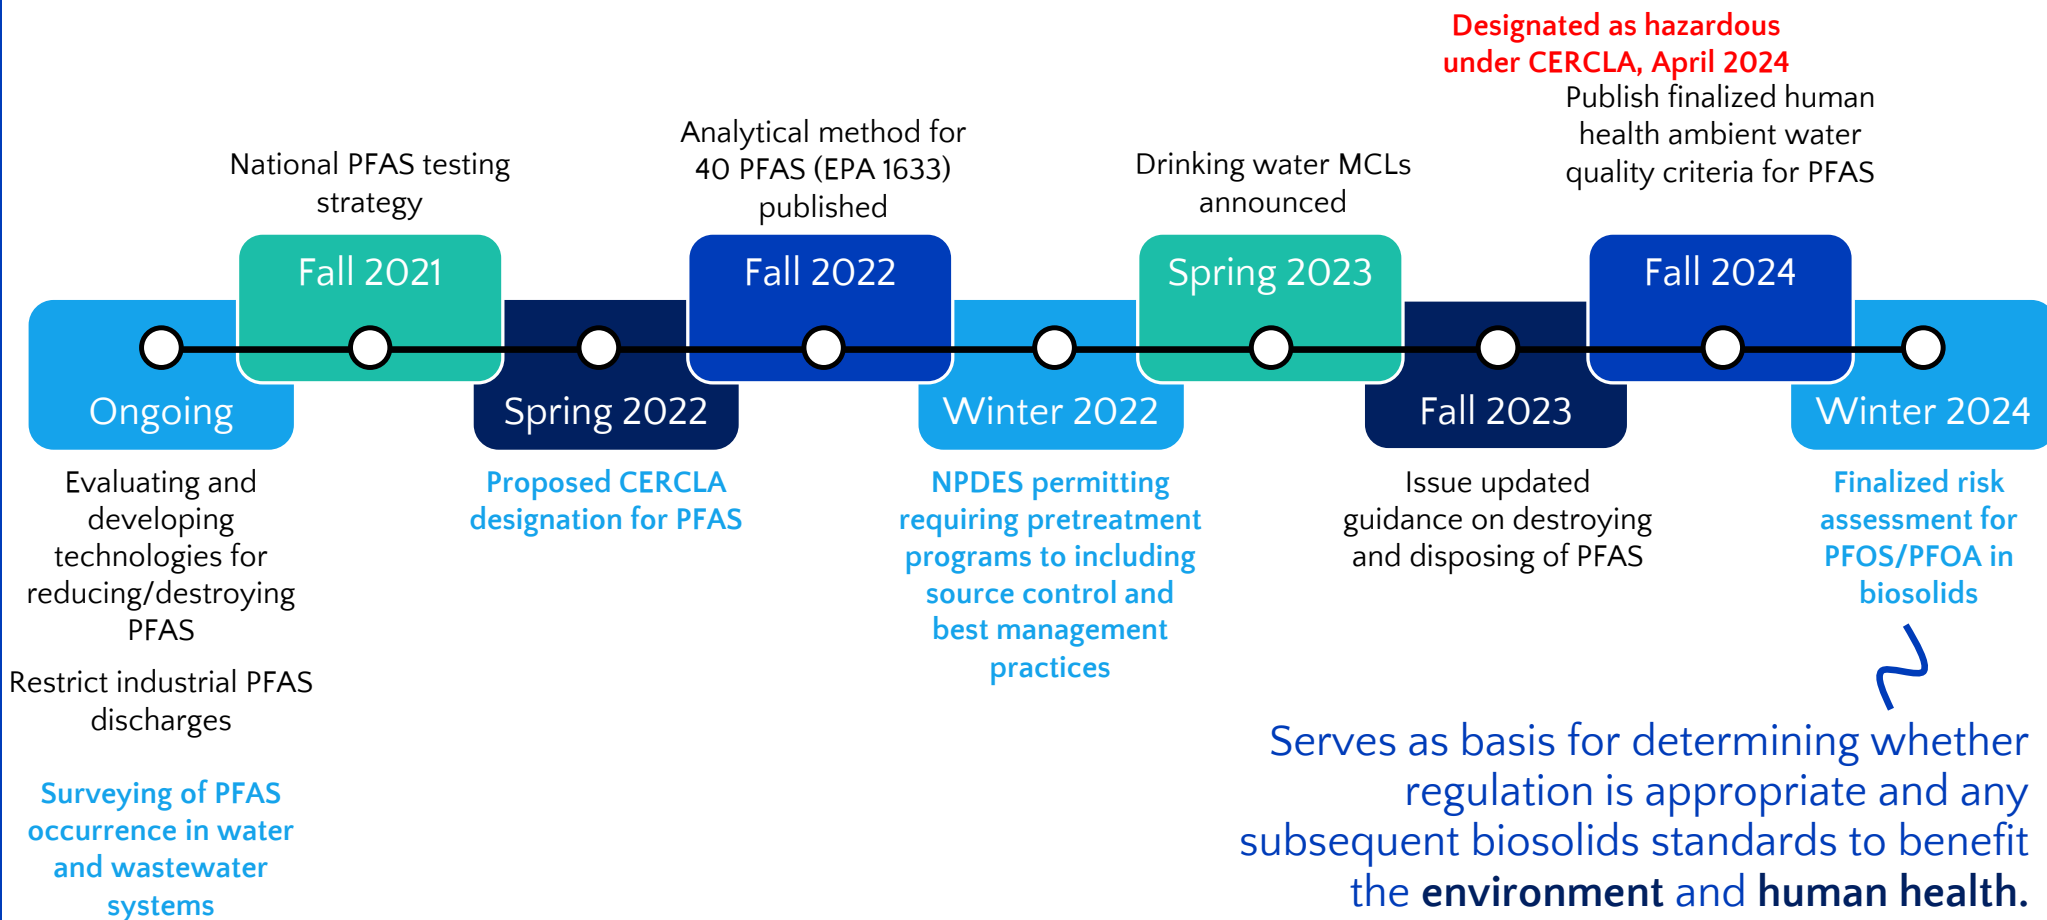 Designated as hazardous
under CERCLA, April 2024
Publish finalized human
health ambient water
quality criteria for PFAS
Analytical method for
40 PFAS (EPA 1633)
published
National PFAS testing
strategy
Drinking water MCLs
announced
Fall 2021
Fall 2022
Spring 2023
Fall 2024
Ongoing
Spring 2022
Winter 2022
Fall 2023
Winter 2024
Evaluating and
developing
technologies for
reducing/destroying
PFAS
Restrict industrial PFAS
discharges
Surveying of PFAS
occurrence in water
and wastewater
systems
Proposed CERCLA
designation for PFAS
NPDES permitting
requiring pretreatment
programs to including
source control and
best management
practices
Issue updated
guidance on destroying
and disposing of PFAS
Finalized risk
assessment for
PFOS/PFOA in
biosolids
Serves as basis for determining whether
regulation is appropriate and any
subsequent biosolids standards to benefit
the environment and human health.